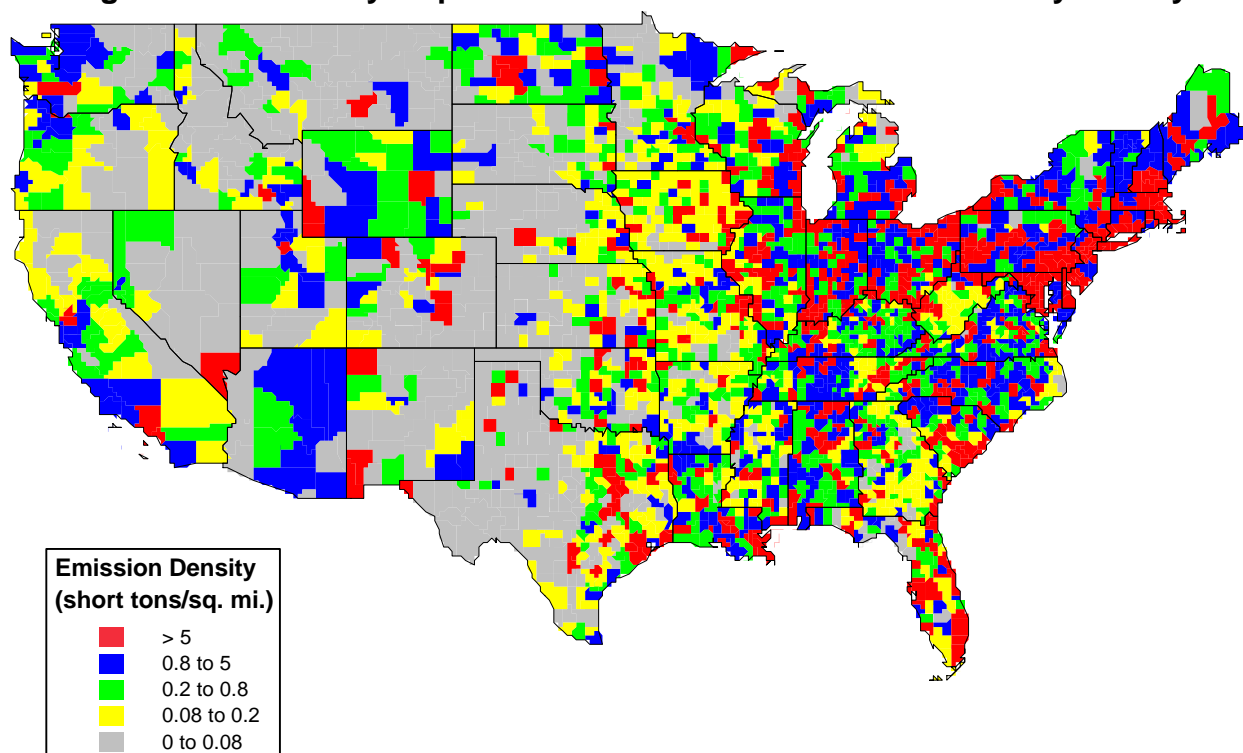 Emission Density
(short tons/sq. mi.)
> 5
0.8 to 5
0.2 to 0.8
0.08 to 0.2
0 to 0.08